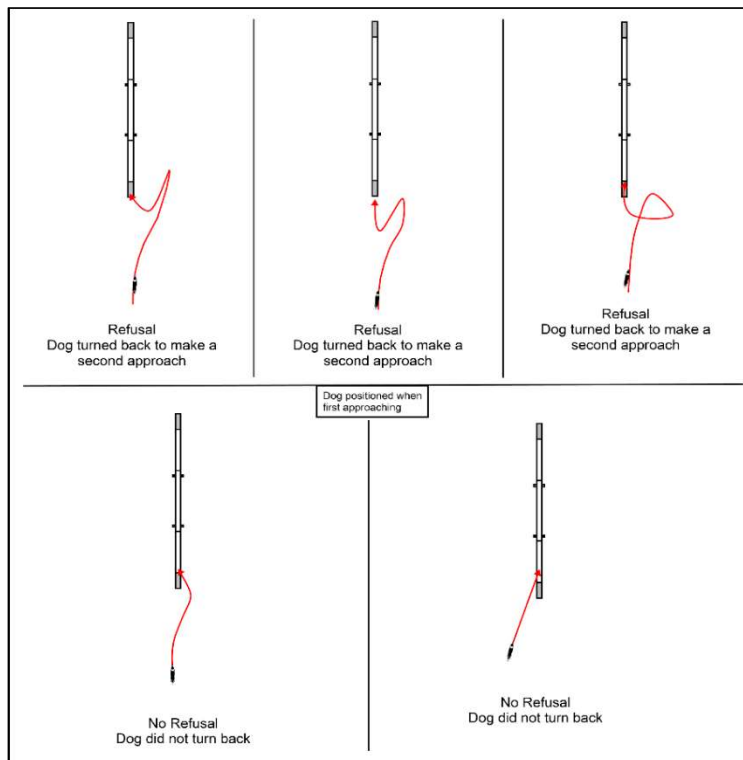 Refusal
Dog turned back to make a
second approach
Refusal
Dog turned back to make a
second approach
Refusal
Dog turned back to make a
second approach
Dog positioned when
first approaching
No Refusal
Dog did not turn back
No Refusal
Dog did not turn back